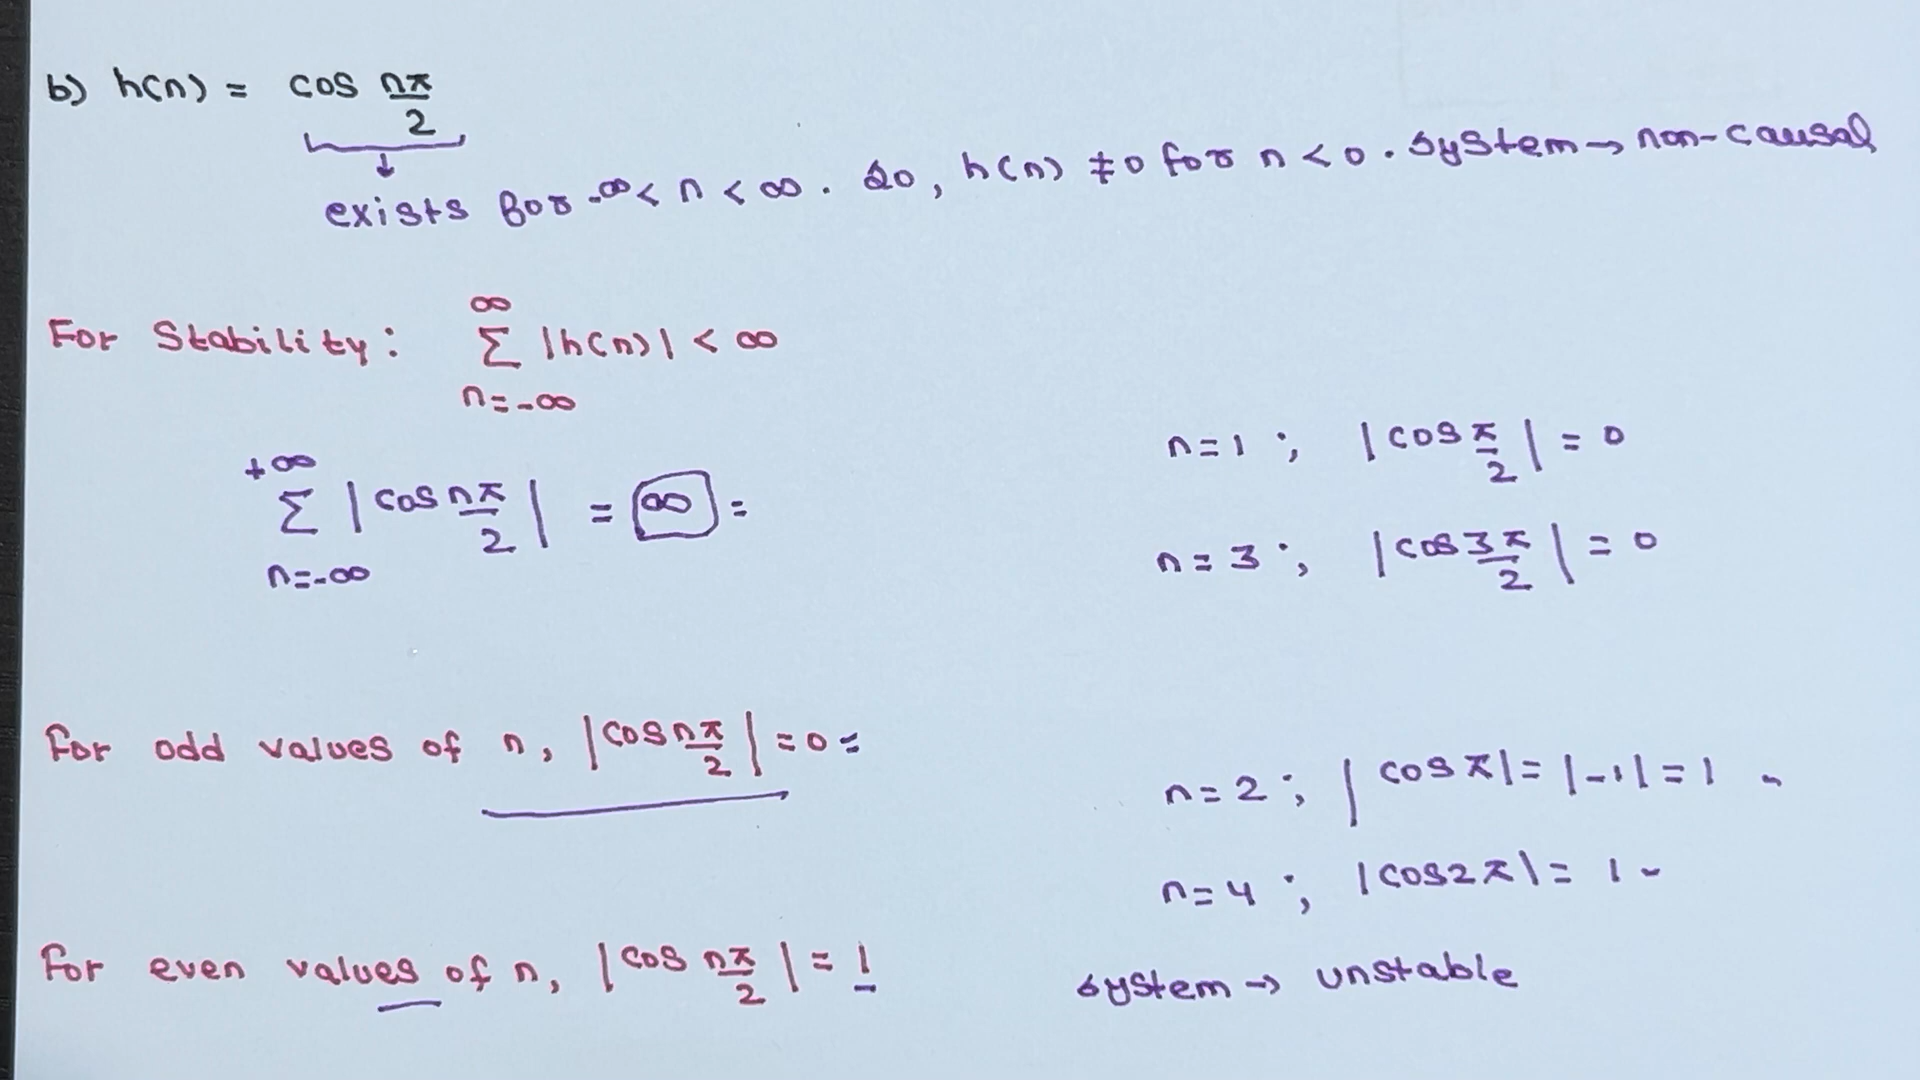 b) h(n) = cos nπ/2
exists for -∞ < n < ∞. So, h(n) ≠ 0 for n < 0. System → non-causal
For Stability: ∞ Σ n=-∞ |h(n)| < ∞
+∞ Σ n=-∞ |cos nπ/2| = ∞ =
n=1 ; |cos π/2| = 0
n=3 ; |cos 3π/2| = 0
For odd values of n, |cos nπ/2| = 0 =
n=2 ; |cos π| = |-1| = 1
n=4 ; |cos 2π| = 1
For even values of n, |cos nπ/2| = 1
System → unstable